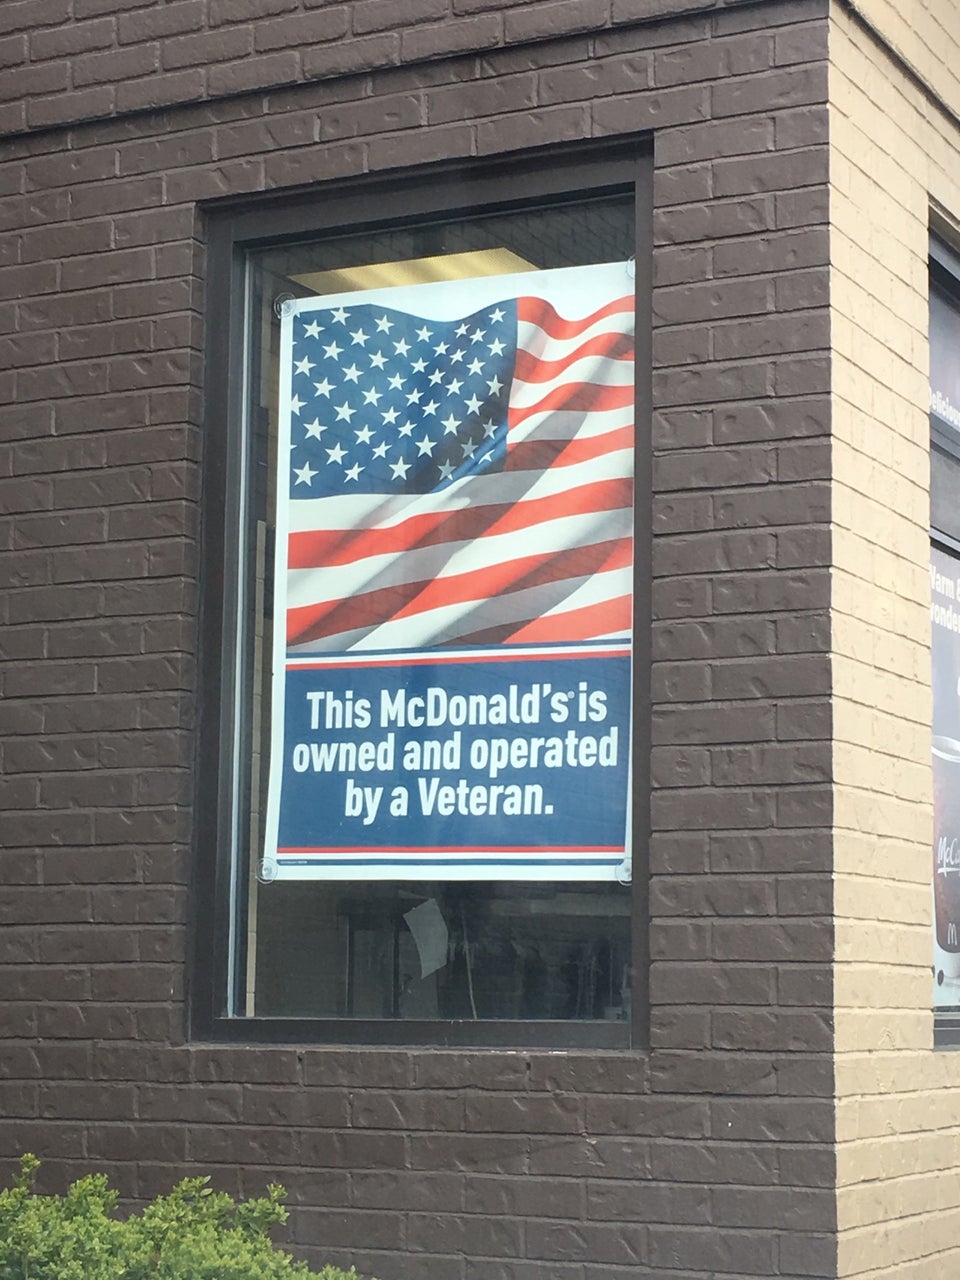 This McDonald's® is
owned and operated
by a Veteran.